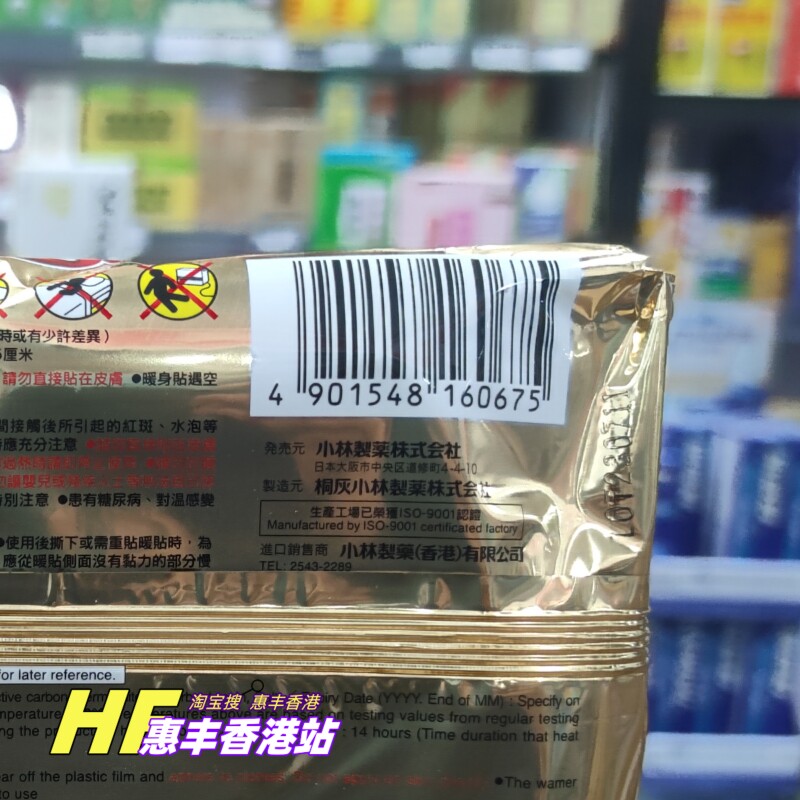 時或有少許差異）
厘米
請勿直接貼在皮膚 ●暖身貼遇空
間接觸後所引起的紅斑、水泡等
應充分注意
特別注意 ●患有糖尿病、對溫感變
●使用後撕下或需重貼暖貼時，為
應從暖貼側面沒有黏力的部分慢
4 901548 160675
発売元 小林製薬株式会社
日本大阪市中央区道修町4-4-10
製造元 桐灰小林製薬株式会社
生產工場已榮獲ISO-9001認證
Manufactured by ISO-9001 certificated factory
進口銷售商 小林製藥(香港)有限公司
TEL: 2543-2289
for later reference.
Date (YYYY. End of MM) : Specify on
are based on testing values from regular testing
: 14 hours (Time duration that heat
off the plastic film and
●The warmer
to use
HF
淘宝搜 惠丰香港
惠丰香港站